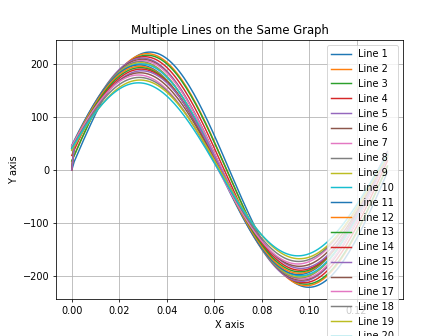 Multiple Lines on the Same Graph
Y axis
200
100
0
−100
−200
0.00
0.02
0.04
0.06
0.08
0.10
X axis
Line 1
Line 2
Line 3
Line 4
Line 5
Line 6
Line 7
Line 8
Line 9
Line 10
Line 11
Line 12
Line 13
Line 14
Line 15
Line 16
Line 17
Line 18
Line 19
Line 20